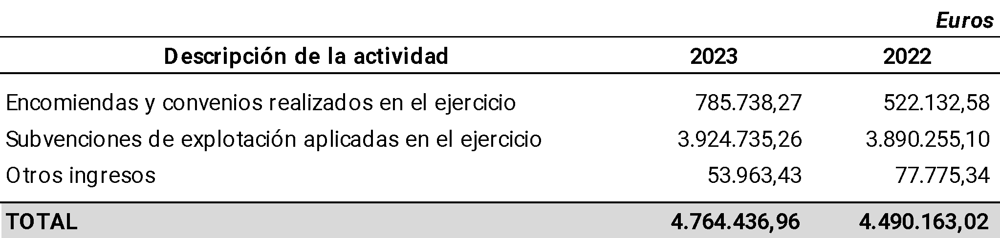 Euros
Descripción de la actividad 2023 2022
Encomiendas y convenios realizados en el ejercicio 785.738,27 522.132,58
Subvenciones de explotación aplicadas en el ejercicio 3.924.735,26 3.890.255,10
Otros ingresos 53.963,43 77.775,34
TOTAL 4.764.436,96 4.490.163,02